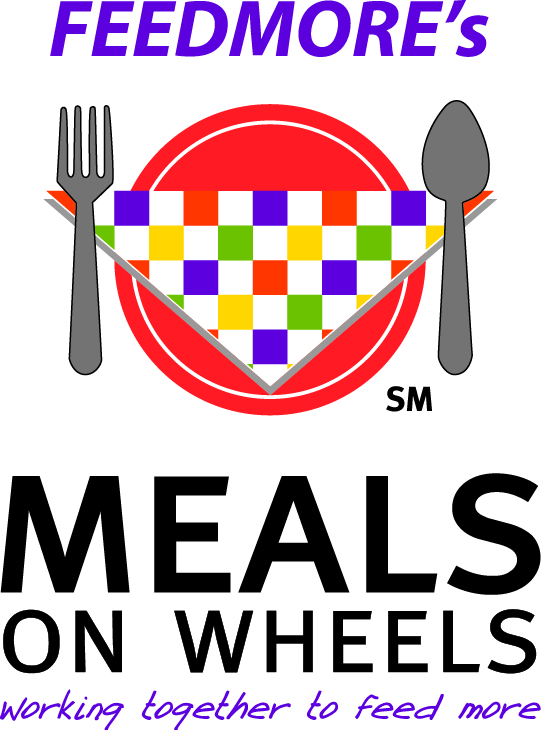 FEEDMORE's
SM
MEALS
ON WHEELS
working together to feed more